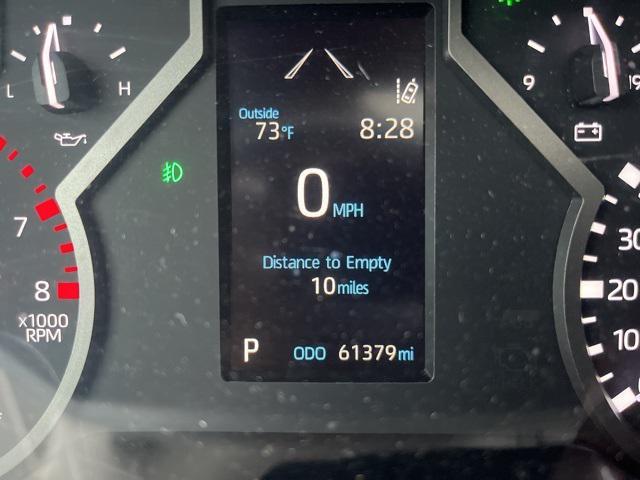 L
H
9
19
Outside
73°F
8:28
0 MPH
7
8
x1000
RPM
Distance to Empty
10 miles
30
20
10
P
ODO 61379 mi